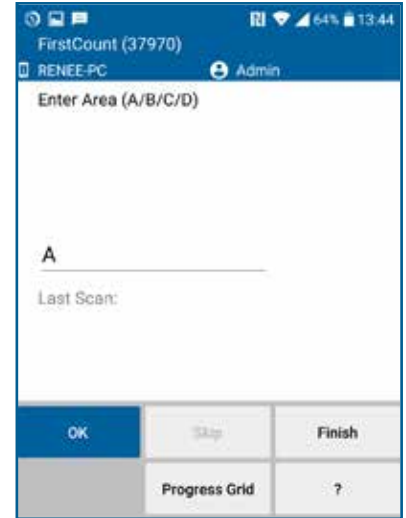 64% 13:44
FirstCount (37970)
RENEE-PC Admin
Enter Area (A/B/C/D)
A
Last Scan:
OK Skip Finish
Progress Grid ?